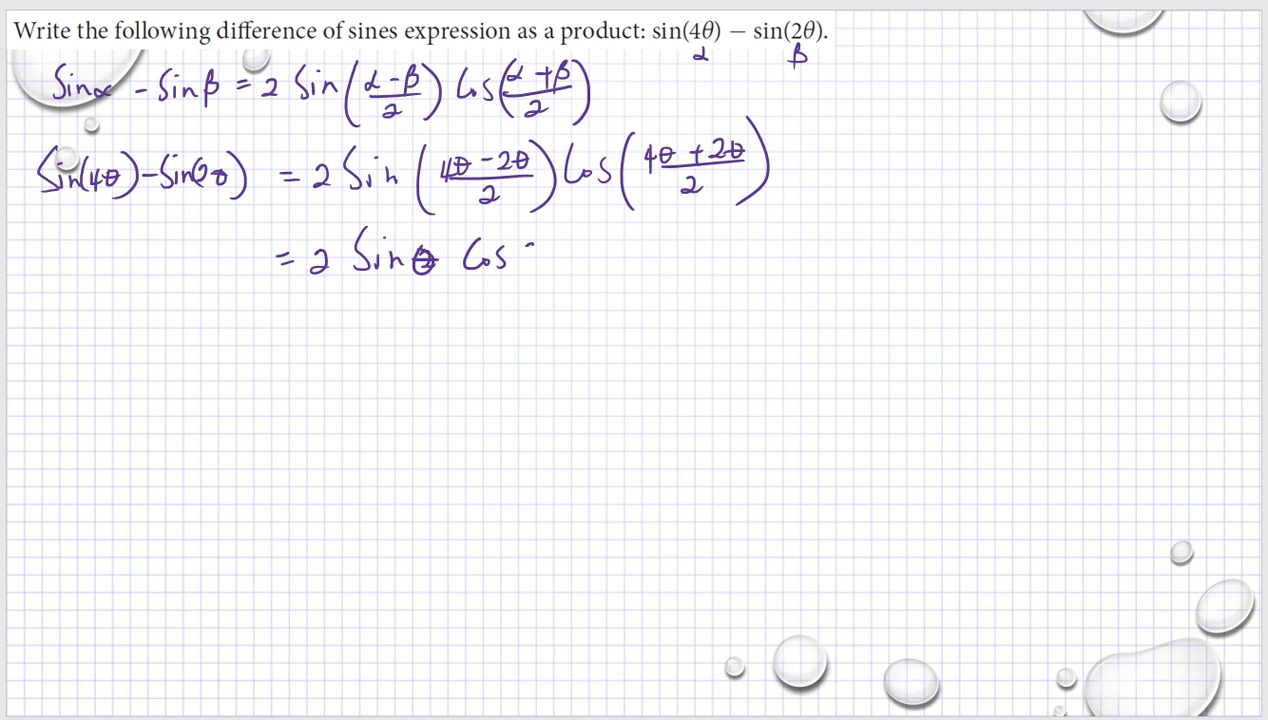 Write the following difference of sines expression as a product: sin(4θ) − sin(2θ).
α β
Sinα - Sinβ = 2 Sin((α-β)/2) Cos((α+β)/2)
Sin(4θ)-Sin(2θ) = 2 Sin((4θ-2θ)/2) Cos((4θ+2θ)/2)
= 2 Sinθ Cos